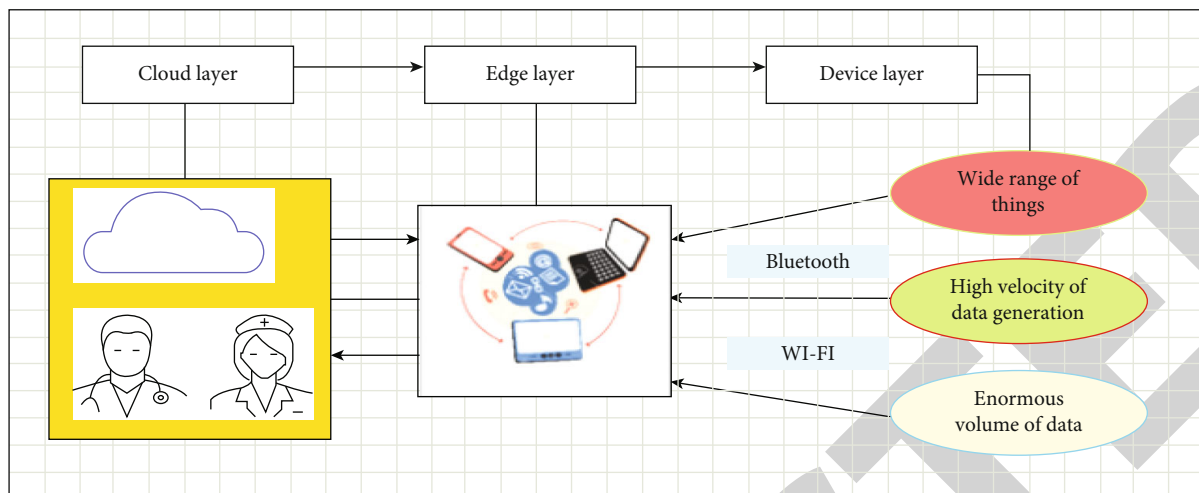 Cloud layer
Edge layer
Device layer
Wide range of
things
Bluetooth
High velocity of
data generation
WI-FI
Enormous
volume of data